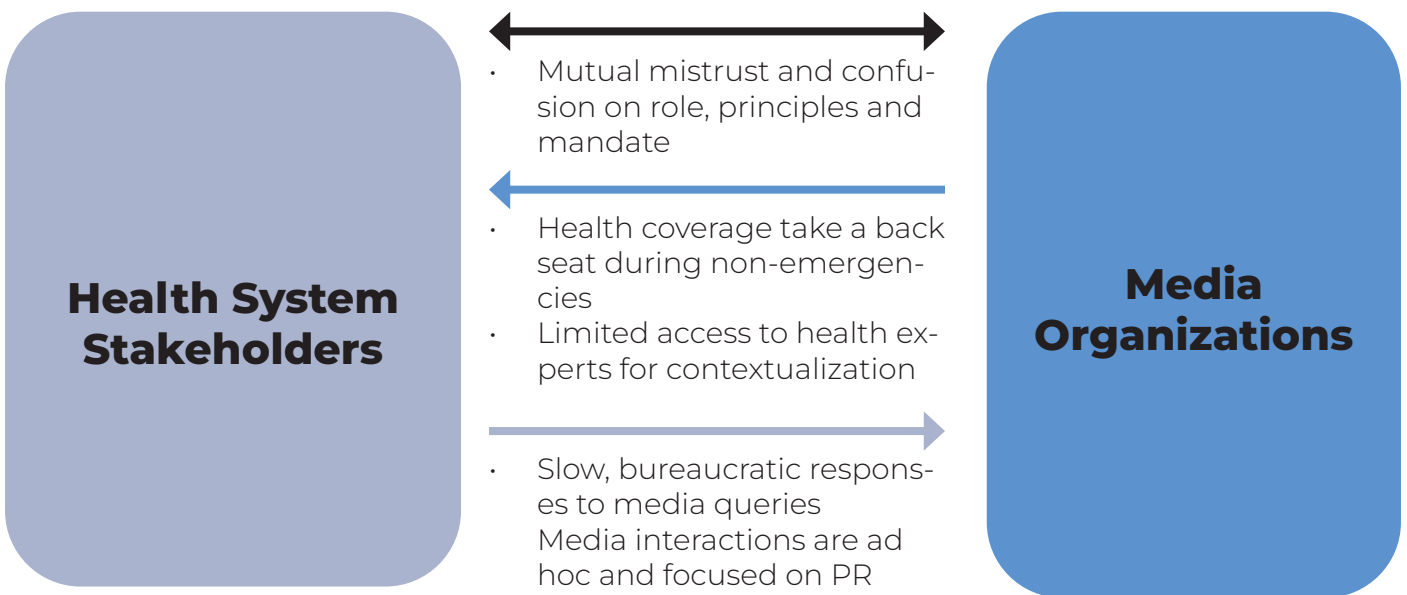 Health System
Stakeholders
• Mutual mistrust and confu-
sion on role, principles and
mandate
• Health coverage take a back
seat during non-emergen-
cies
• Limited access to health ex-
perts for contextualization
• Slow, bureaucratic respons-
es to media queries
Media interactions are ad
hoc and focused on PR
Media
Organizations